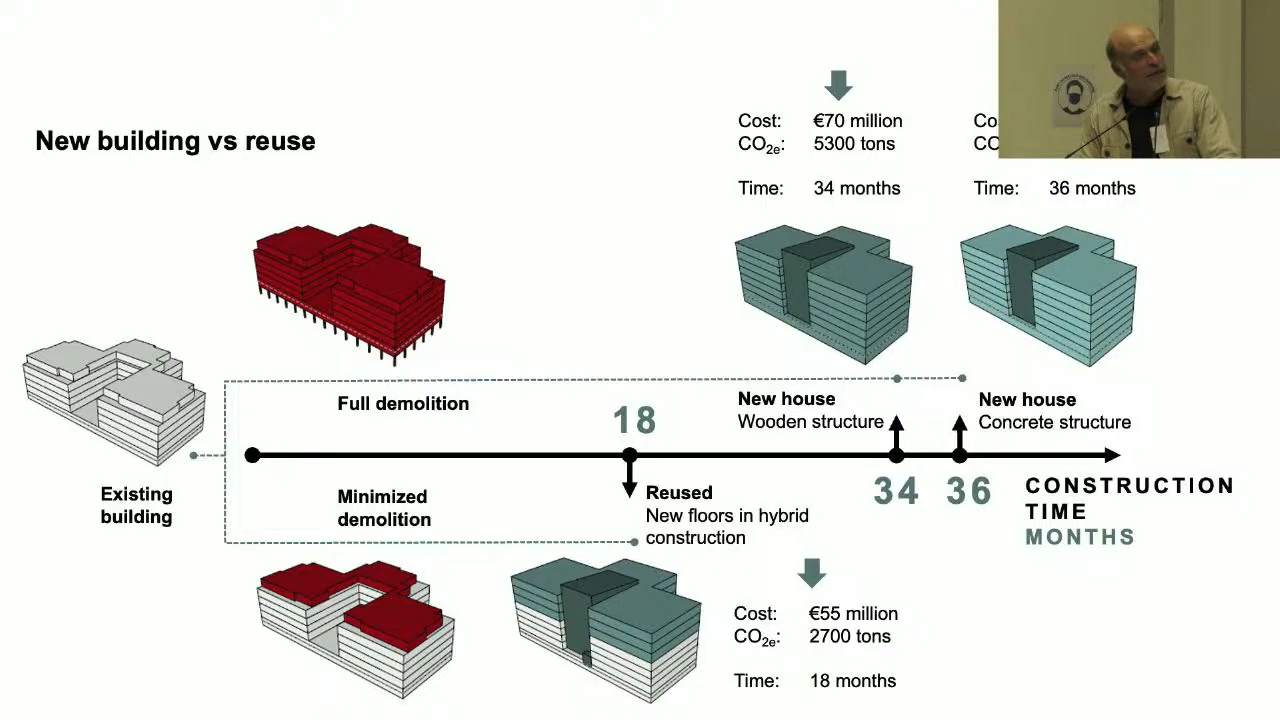 New building vs reuse
Cost: €70 million
CO2e: 5300 tons
Time: 34 months
Time: 36 months
Full demolition
18
New house
Wooden structure
New house
Concrete structure
Existing
building
Minimized
demolition
Reused
New floors in hybrid
construction
34
36
CONSTRUCTION
TIME
MONTHS
Cost: €55 million
CO2e: 2700 tons
Time: 18 months